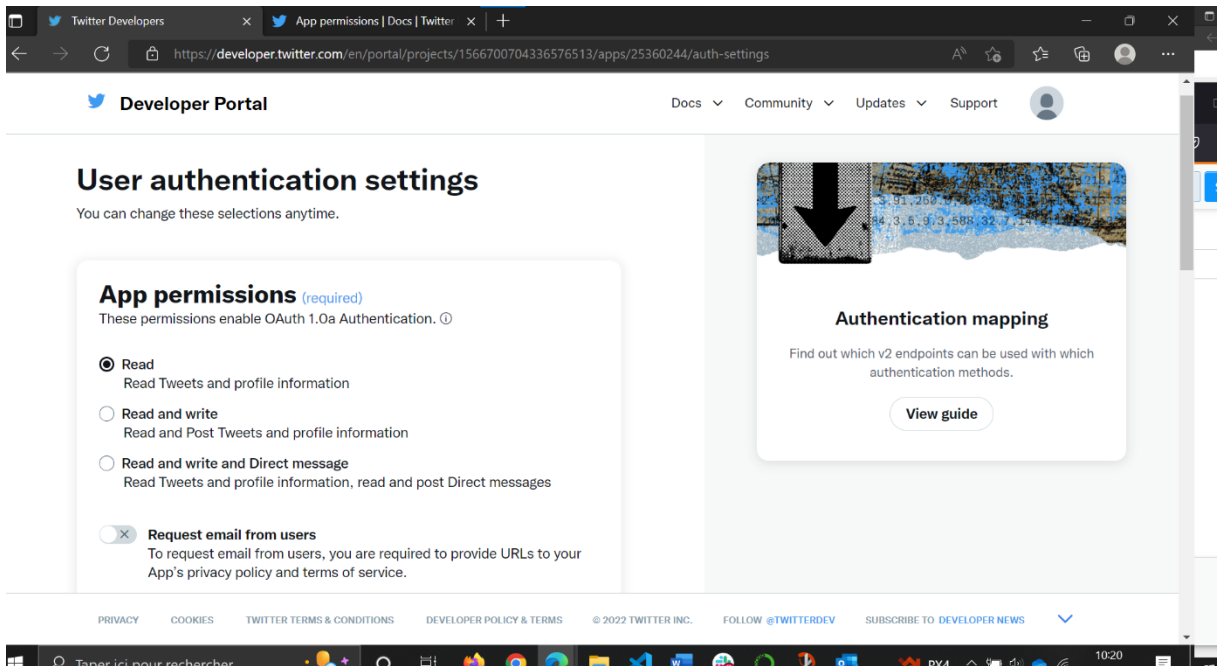 Twitter Developers
App permissions | Docs | Twitter
https://developer.twitter.com/en/portal/projects/1566700704336576513/apps/25360244/auth-settings
Developer Portal
Docs Community Updates Support
User authentication settings
You can change these selections anytime.
App permissions (required)
These permissions enable OAuth 1.0a Authentication.
Read
Read Tweets and profile information
Read and write
Read and Post Tweets and profile information
Read and write and Direct message
Read Tweets and profile information, read and post Direct messages
Request email from users
To request email from users, you are required to provide URLs to your
App's privacy policy and terms of service.
Authentication mapping
Find out which v2 endpoints can be used with which
authentication methods.
View guide
PRIVACY COOKIES TWITTER TERMS & CONDITIONS DEVELOPER POLICY & TERMS © 2022 TWITTER INC. FOLLOW @TWITTERDEV SUBSCRIBE TO DEVELOPER NEWS
Taper ici pour rechercher
10:20